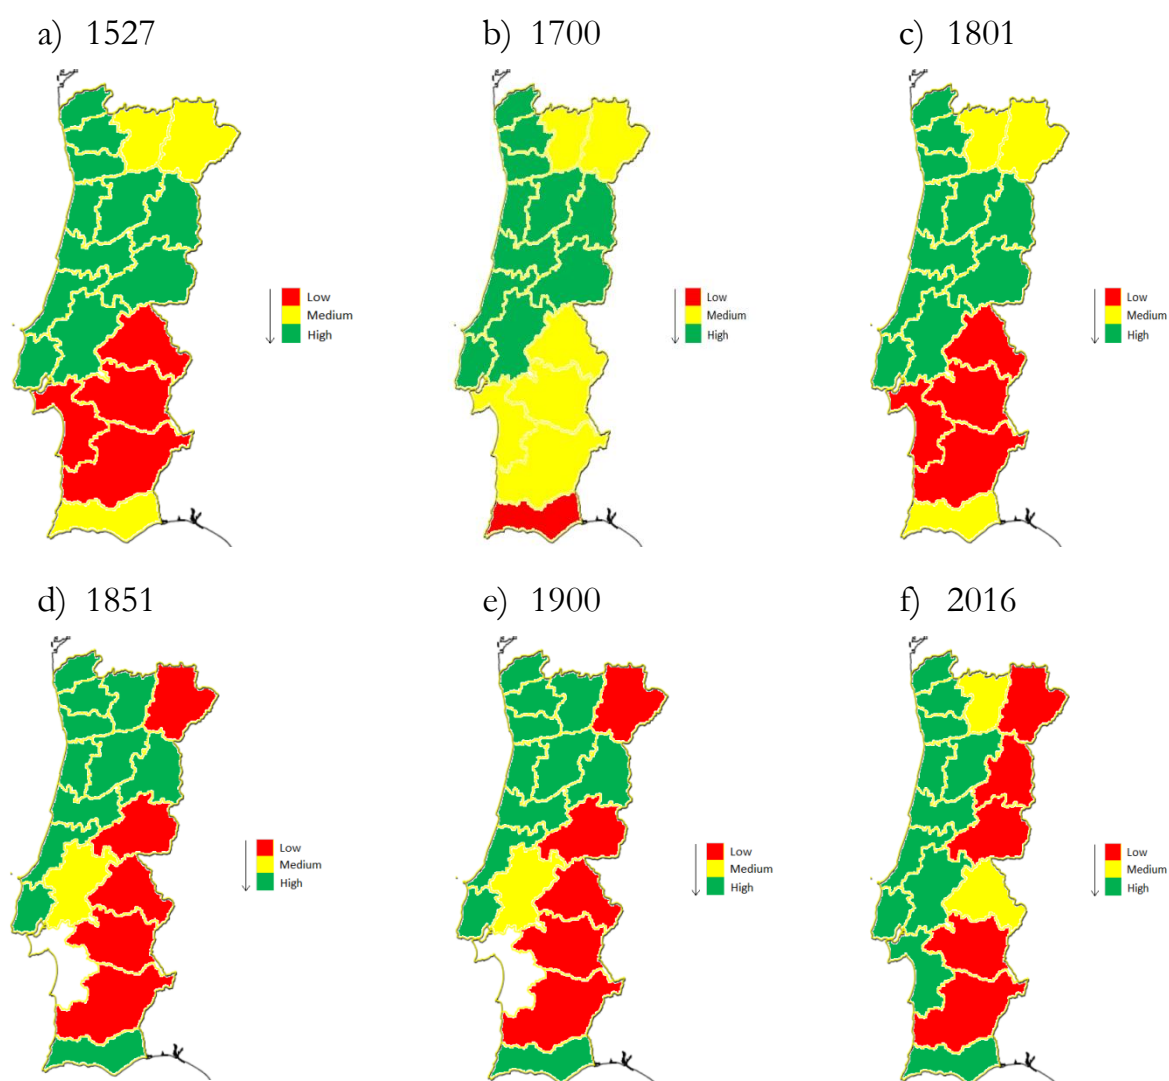 a) 1527
b) 1700
c) 1801
Low
Medium
High
Low
Medium
High
Low
Medium
High
d) 1851
e) 1900
f) 2016
Low
Medium
High
Low
Medium
High
Low
Medium
High